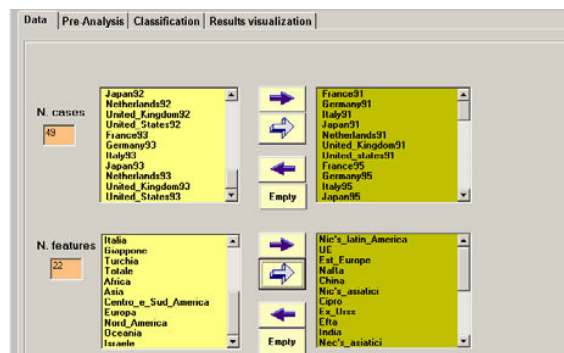 Data Pre-Analysis Classification Results visualization
N. cases
49
Japan92
Netherlands92
United_Kingdom92
United_States92
France93
Germany93
Italy93
Japan93
Netherlands93
United_Kingdom93
United_States93
Empty
France91
Germany91
Italy91
Japan91
Netherlands91
United_Kingdom91
United_states91
France95
Germany95
Italy95
Japan95
N. features
22
Italia
Giappone
Turchia
Totale
Africa
Asia
Centro_e_Sud_America
Europa
Nord_America
Oceania
Israele
Empty
Nic's_latin_America
UE
Est_Europe
Nafta
China
Nic's_asiatici
Cipro
Ex_Urss
Efta
India
Nec's_asiatici